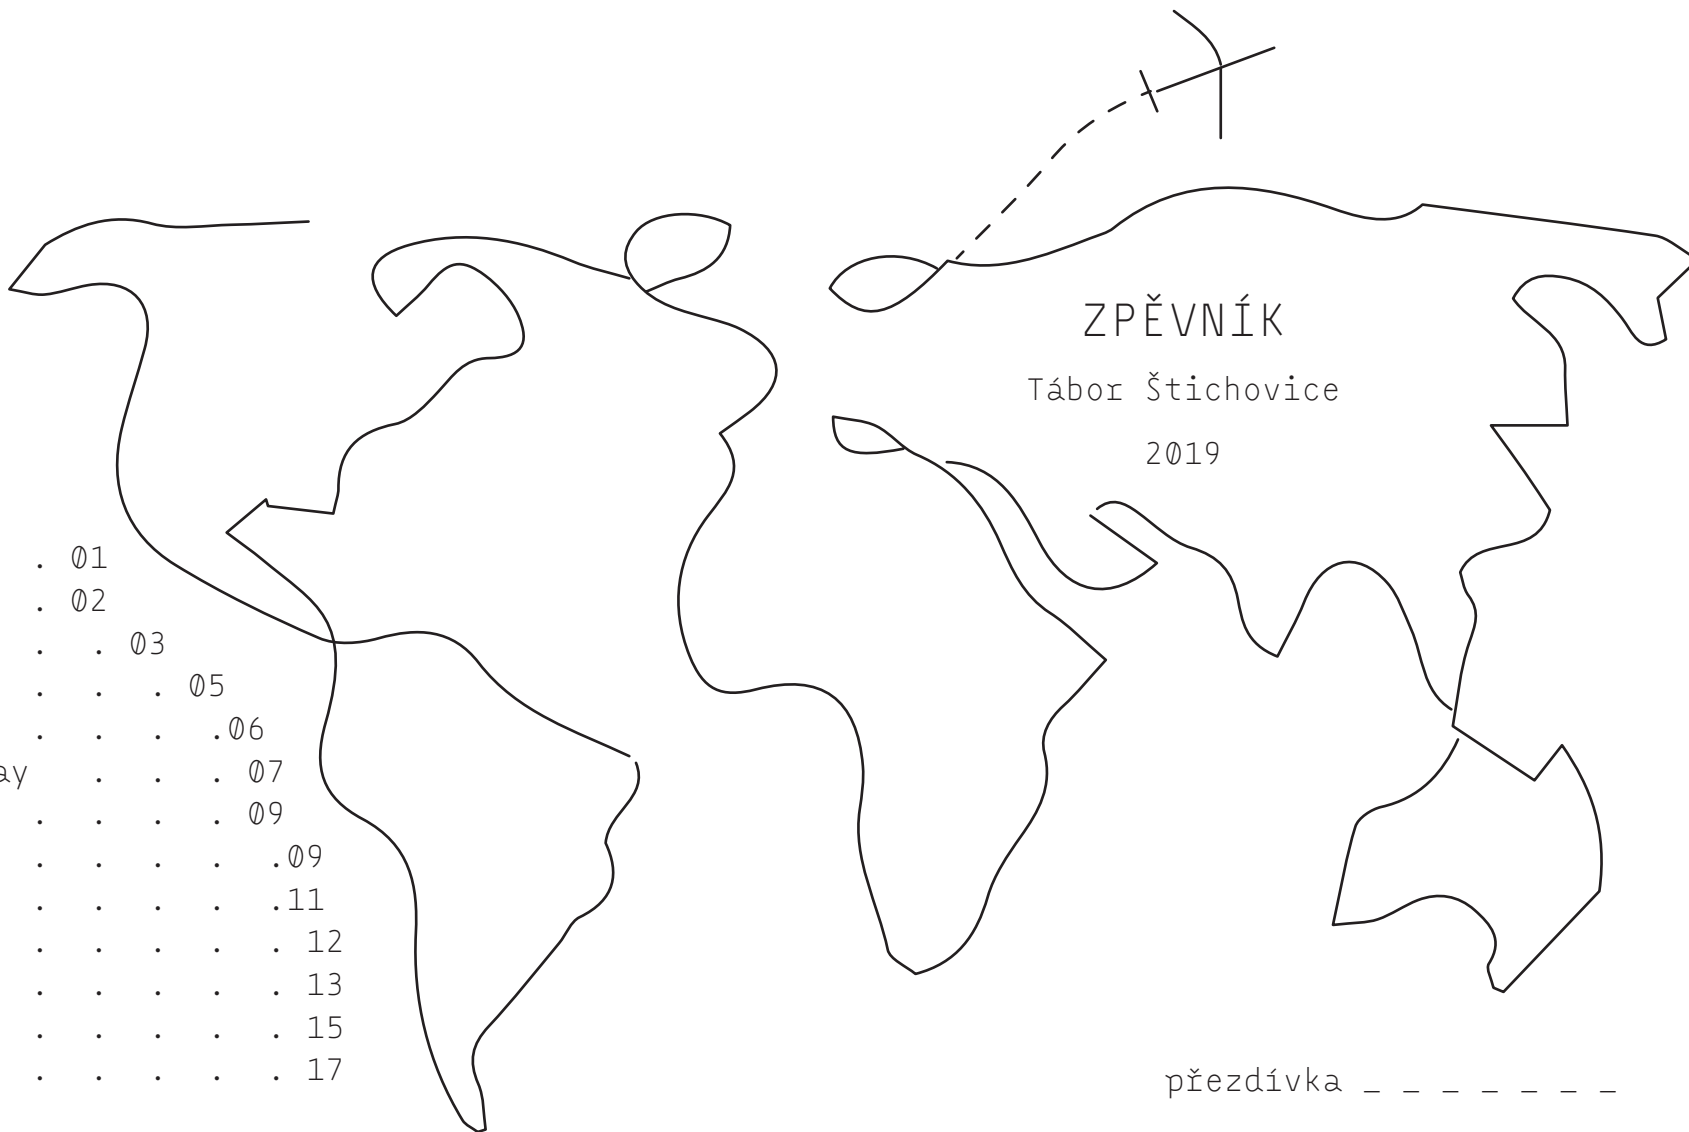 ZPĚVNÍK
Tábor Štichovice
2019
. 01
. 02
. . 03
. . . 05
. . . .06
ay . . . 07
. . . . 09
. . . . .09
. . . . .11
. . . . . 12
. . . . . 13
. . . . . 15
. . . . . 17
přezdívka _ _ _ _ _ _ _